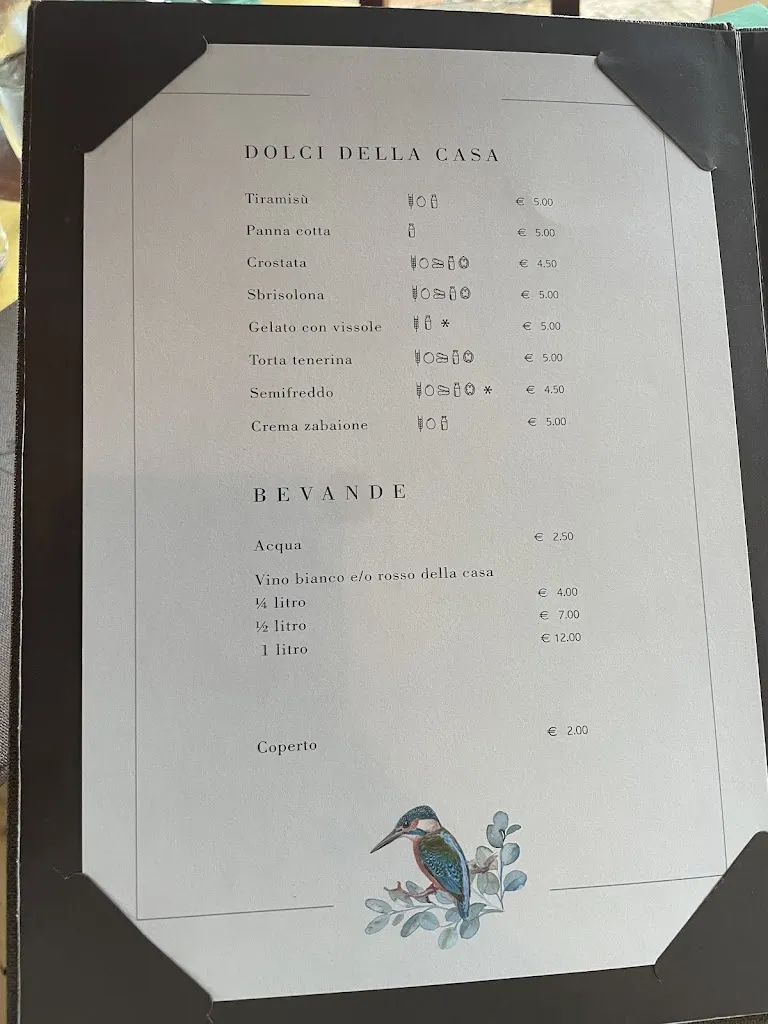 DOLCI DELLA CASA
Tiramisù € 5.00
Panna cotta € 5.00
Crostata € 4.50
Sbrisolona € 5.00
Gelato con vissole * € 5.00
Torta tenerina € 5.00
Semifreddo * € 4.50
Crema zabaione € 5.00
BEVANDE
Acqua € 2.50
Vino bianco e/o rosso della casa
¼ litro € 4.00
½ litro € 7.00
1 litro € 12.00
Coperto € 2.00